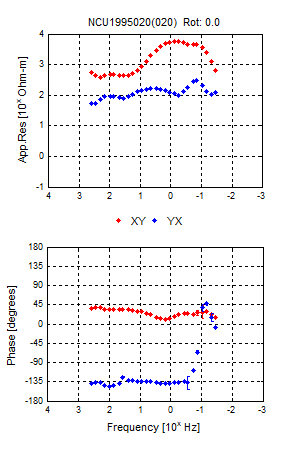 NCU1995020(020) Rot: 0.0
App.Res [10^x Ohm-m]
4
3
2
1
0
-1
4 3 2 1 0 -1 -2 -3
XY YX
Phase [degrees]
180
135
90
45
0
-45
-90
-135
-180
4 3 2 1 0 -1 -2 -3
Frequency [10^x Hz]